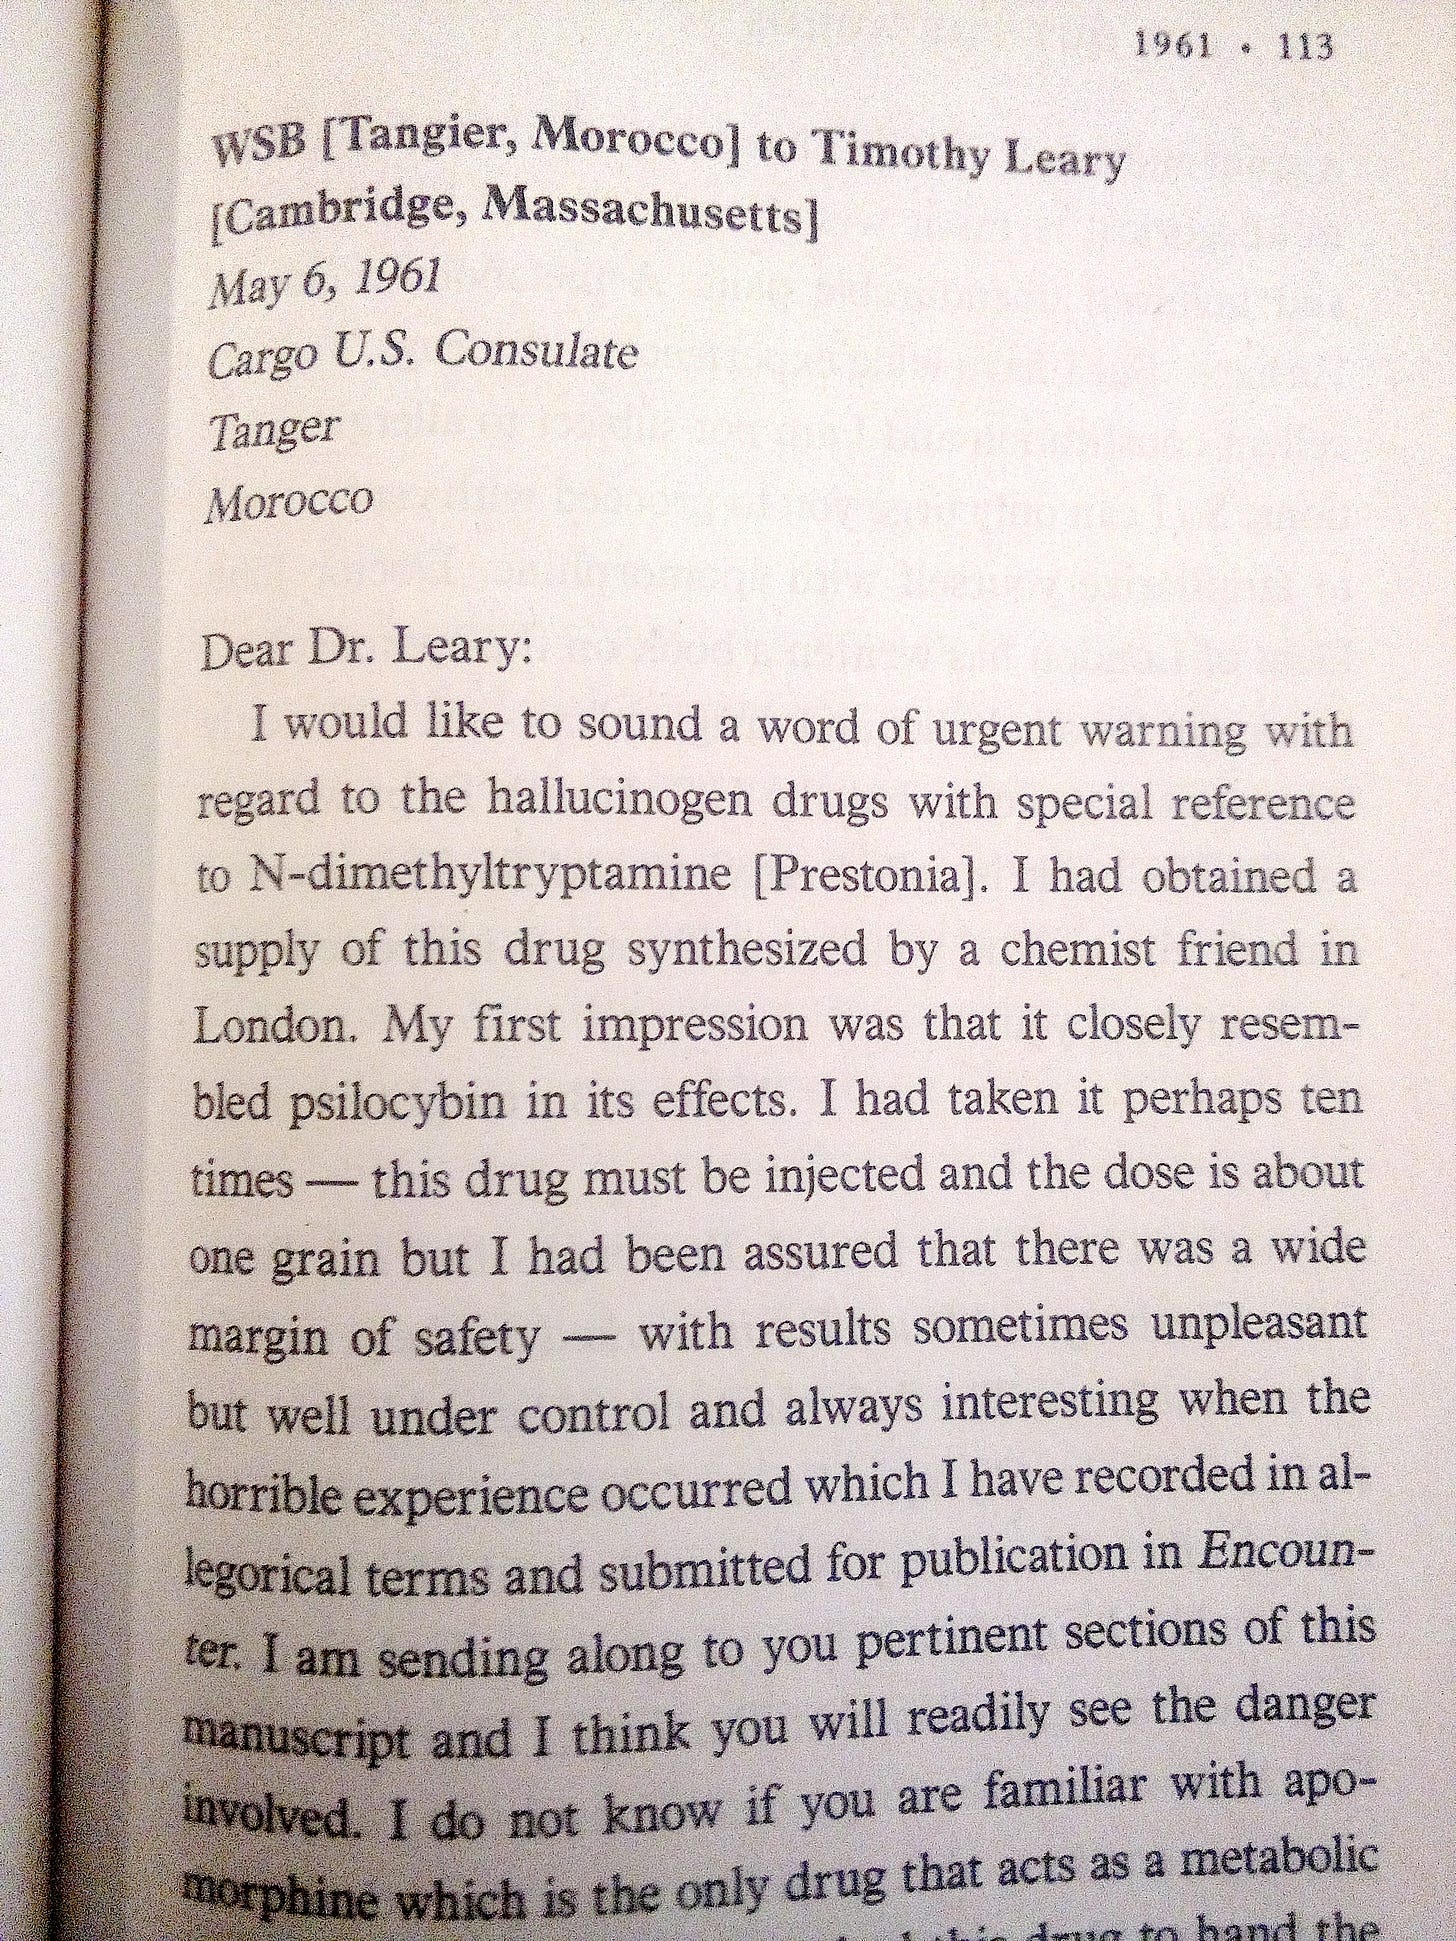 1961 • 113
WSB [Tangier, Morocco] to Timothy Leary
[Cambridge, Massachusetts]
May 6, 1961
Cargo U.S. Consulate
Tanger
Morocco
Dear Dr. Leary:
I would like to sound a word of urgent warning with
regard to the hallucinogen drugs with special reference
to N-dimethyltryptamine [Prestonia]. I had obtained a
supply of this drug synthesized by a chemist friend in
London. My first impression was that it closely resem-
bled psilocybin in its effects. I had taken it perhaps ten
times — this drug must be injected and the dose is about
one grain but I had been assured that there was a wide
margin of safety — with results sometimes unpleasant
but well under control and always interesting when the
horrible experience occurred which I have recorded in al-
legorical terms and submitted for publication in Encoun-
ter. I am sending along to you pertinent sections of this
manuscript and I think you will readily see the danger
involved. I do not know if you are familiar with apo-
morphine which is the only drug that acts as a metabolic
this drug to hand the